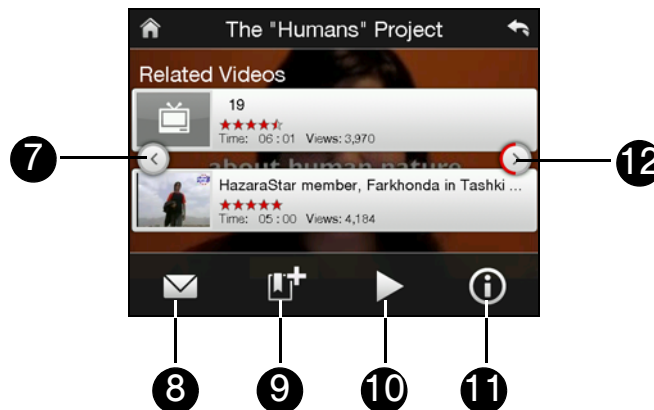 The "Humans" Project
Related Videos
19
Time: 06:01 Views: 3,970
about human nature
HazaraStar member, Farkhonda in Tashki ...
Time: 05:00 Views: 4,184
7
12
8
9
10
11